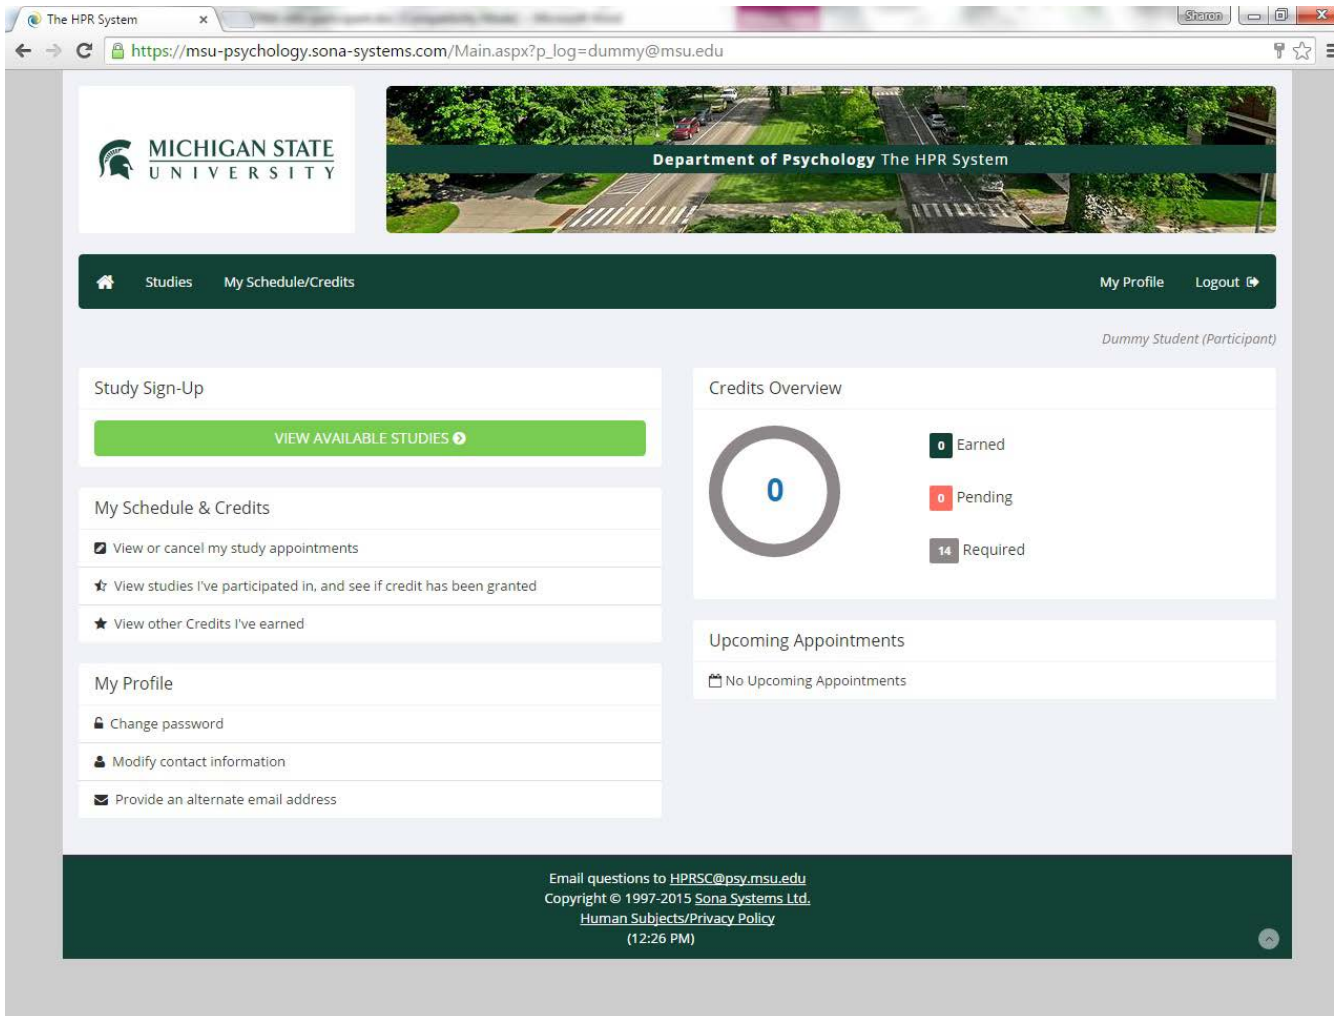 The HPR System
Sharon
https://msu-psychology.sona-systems.com/Main.aspx?p_log=dummy@msu.edu
MICHIGAN STATE
UNIVERSITY
Department of Psychology The HPR System
Studies
My Schedule/Credits
My Profile
Logout
Dummy Student (Participant)
Study Sign-Up
VIEW AVAILABLE STUDIES
My Schedule & Credits
View or cancel my study appointments
View studies I've participated in, and see if credit has been granted
View other Credits I've earned
My Profile
Change password
Modify contact information
Provide an alternate email address
Credits Overview
0
0 Earned
0 Pending
14 Required
Upcoming Appointments
No Upcoming Appointments
Email questions to HPRSC@psy.msu.edu
Copyright © 1997-2015 Sona Systems Ltd.
Human Subjects/Privacy Policy
(12:26 PM)